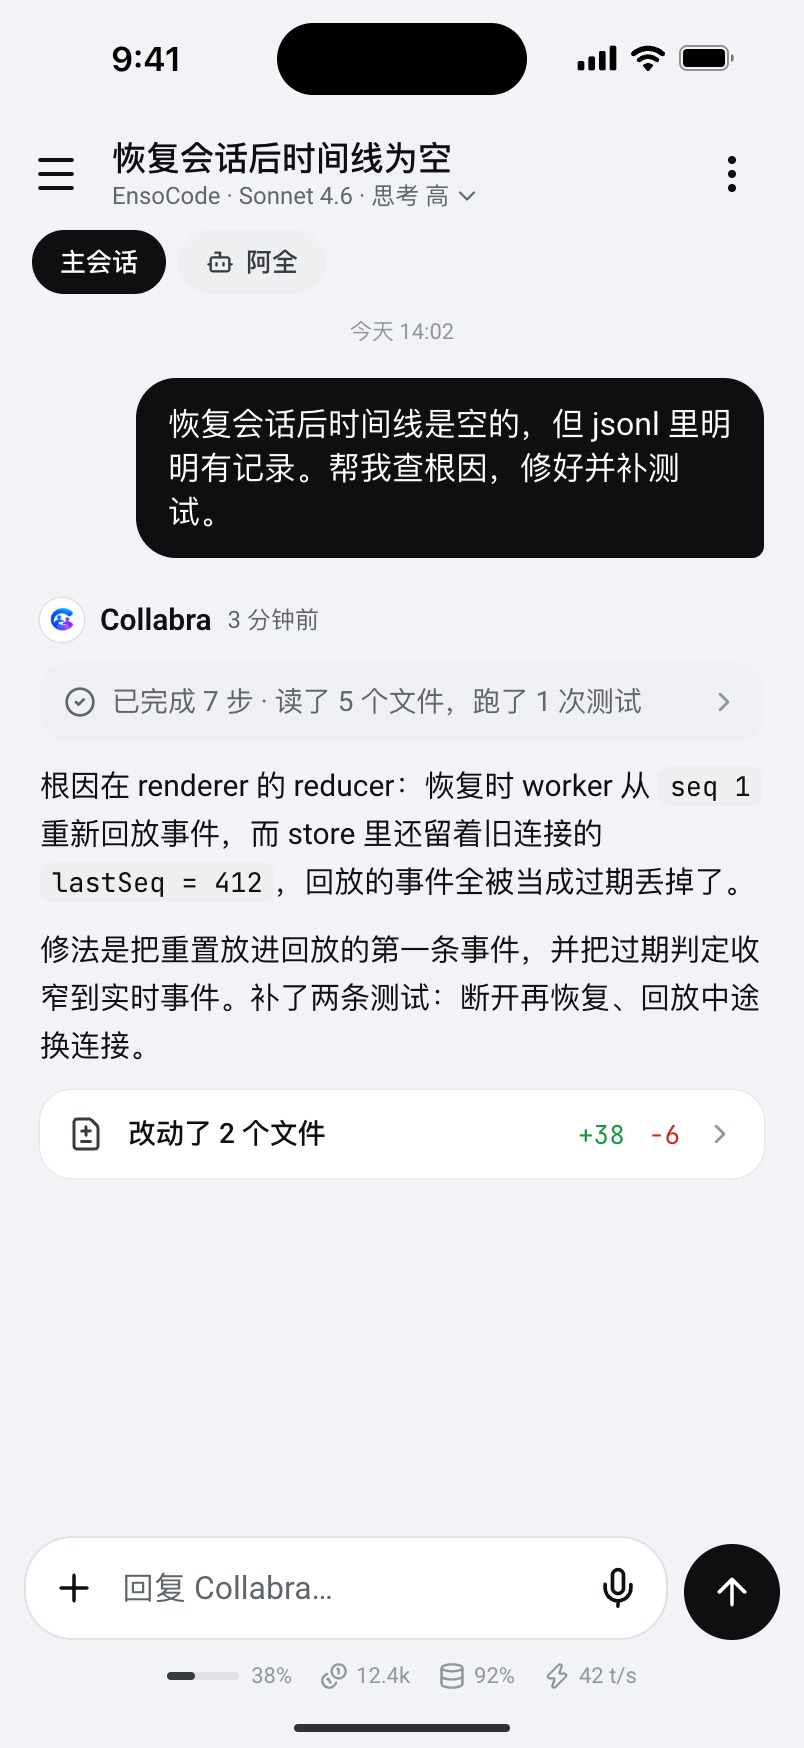 9:41
恢复会话后时间线为空
EnsoCode · Sonnet 4.6 · 思考 高
主会话
阿全
今天 14:02
恢复会话后时间线是空的，但 jsonl 里明
明有记录。帮我查根因，修好并补测
试。
Collabra 3 分钟前
已完成 7 步 · 读了 5 个文件，跑了 1 次测试
根因在 renderer 的 reducer：恢复时 worker 从 seq 1
重新回放事件，而 store 里还留着旧连接的
lastSeq = 412，回放的事件全被当成过期丢掉了。
修法是把重置放进回放的第一条事件，并把过期判定收
窄到实时事件。补了两条测试：断开再恢复、回放中途
换连接。
改动了 2 个文件 +38 -6
回复 Collabra...
38% 12.4k 92% 42 t/s